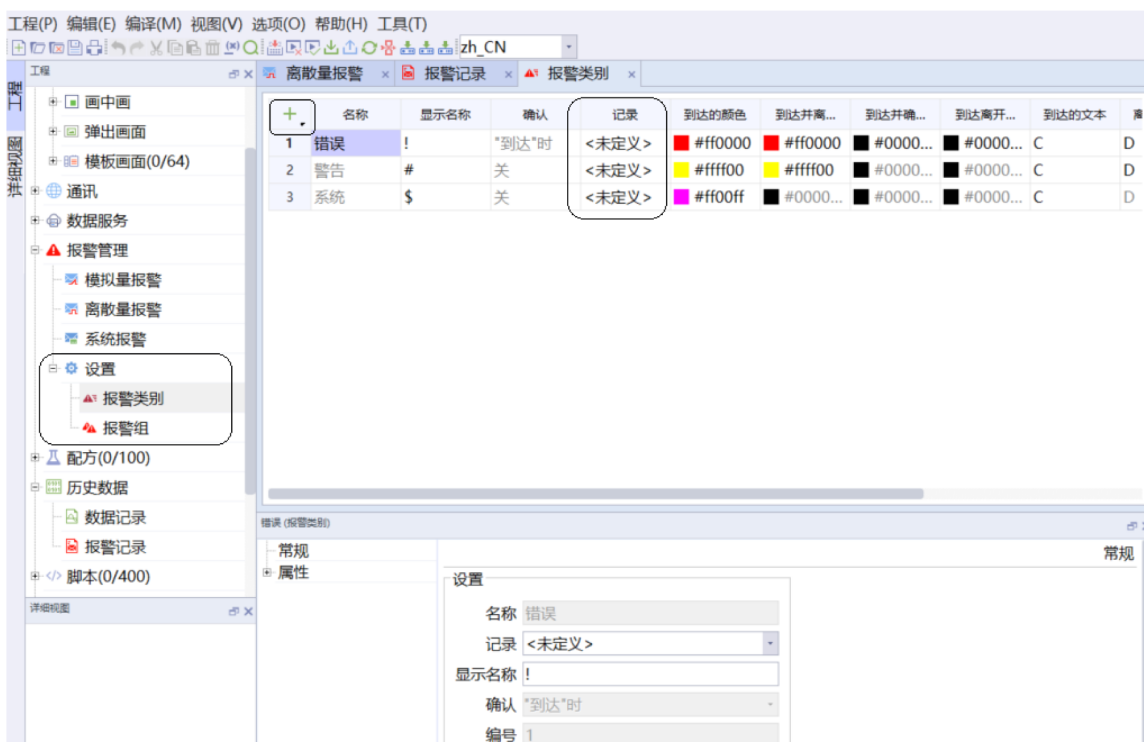 工程(P) 编辑(E) 编译(M) 视图(V) 选项(O) 帮助(H) 工具(T)
zh_CN
工程
详细视图
工程
画中画
弹出画面
模板画面(0/64)
通讯
数据服务
报警管理
模拟量报警
离散量报警
系统报警
设置
报警类别
报警组
配方(0/100)
历史数据
数据记录
报警记录
脚本(0/400)
详细视图
离散量报警 × 报警记录 × 报警类别 ×
名称 显示名称 确认 记录 到达的颜色 到达并离... 到达并确... 到达离开... 到达的文本 离
1 错误 ! "到达"时 <未定义> #ff0000 #ff0000 #0000... #0000... C D
2 警告 # 关 <未定义> #ffff00 #ffff00 #0000... #0000... C D
3 系统 $ 关 <未定义> #ff00ff #0000... #0000... #0000... C D
错误 (报警类别)
常规
属性
常规
设置
名称 错误
记录 <未定义>
显示名称 !
确认 "到达"时
编号 1